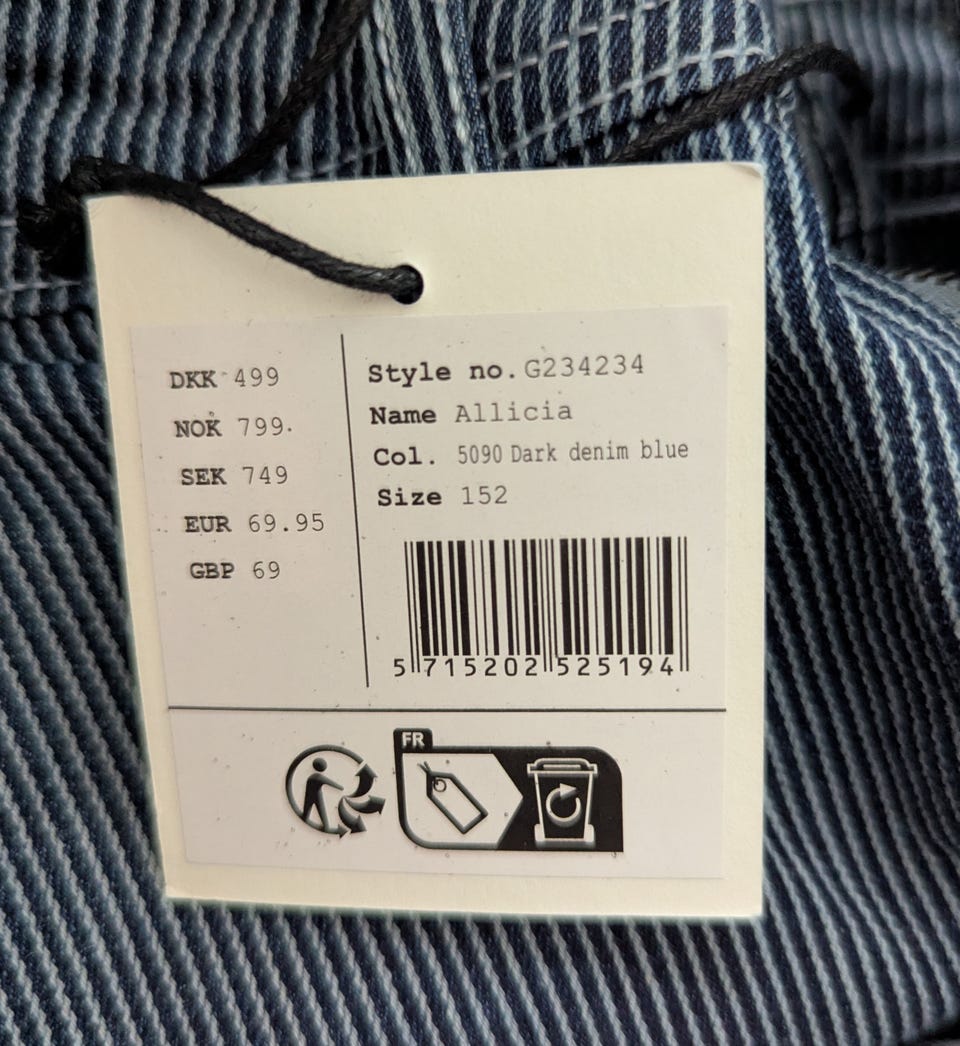 DKK 499
NOK 799
SEK 749
EUR 69.95
GBP 69
Style no. G234234
Name Allicia
Col. 5090 Dark denim blue
Size 152
5 715202 525194
FR